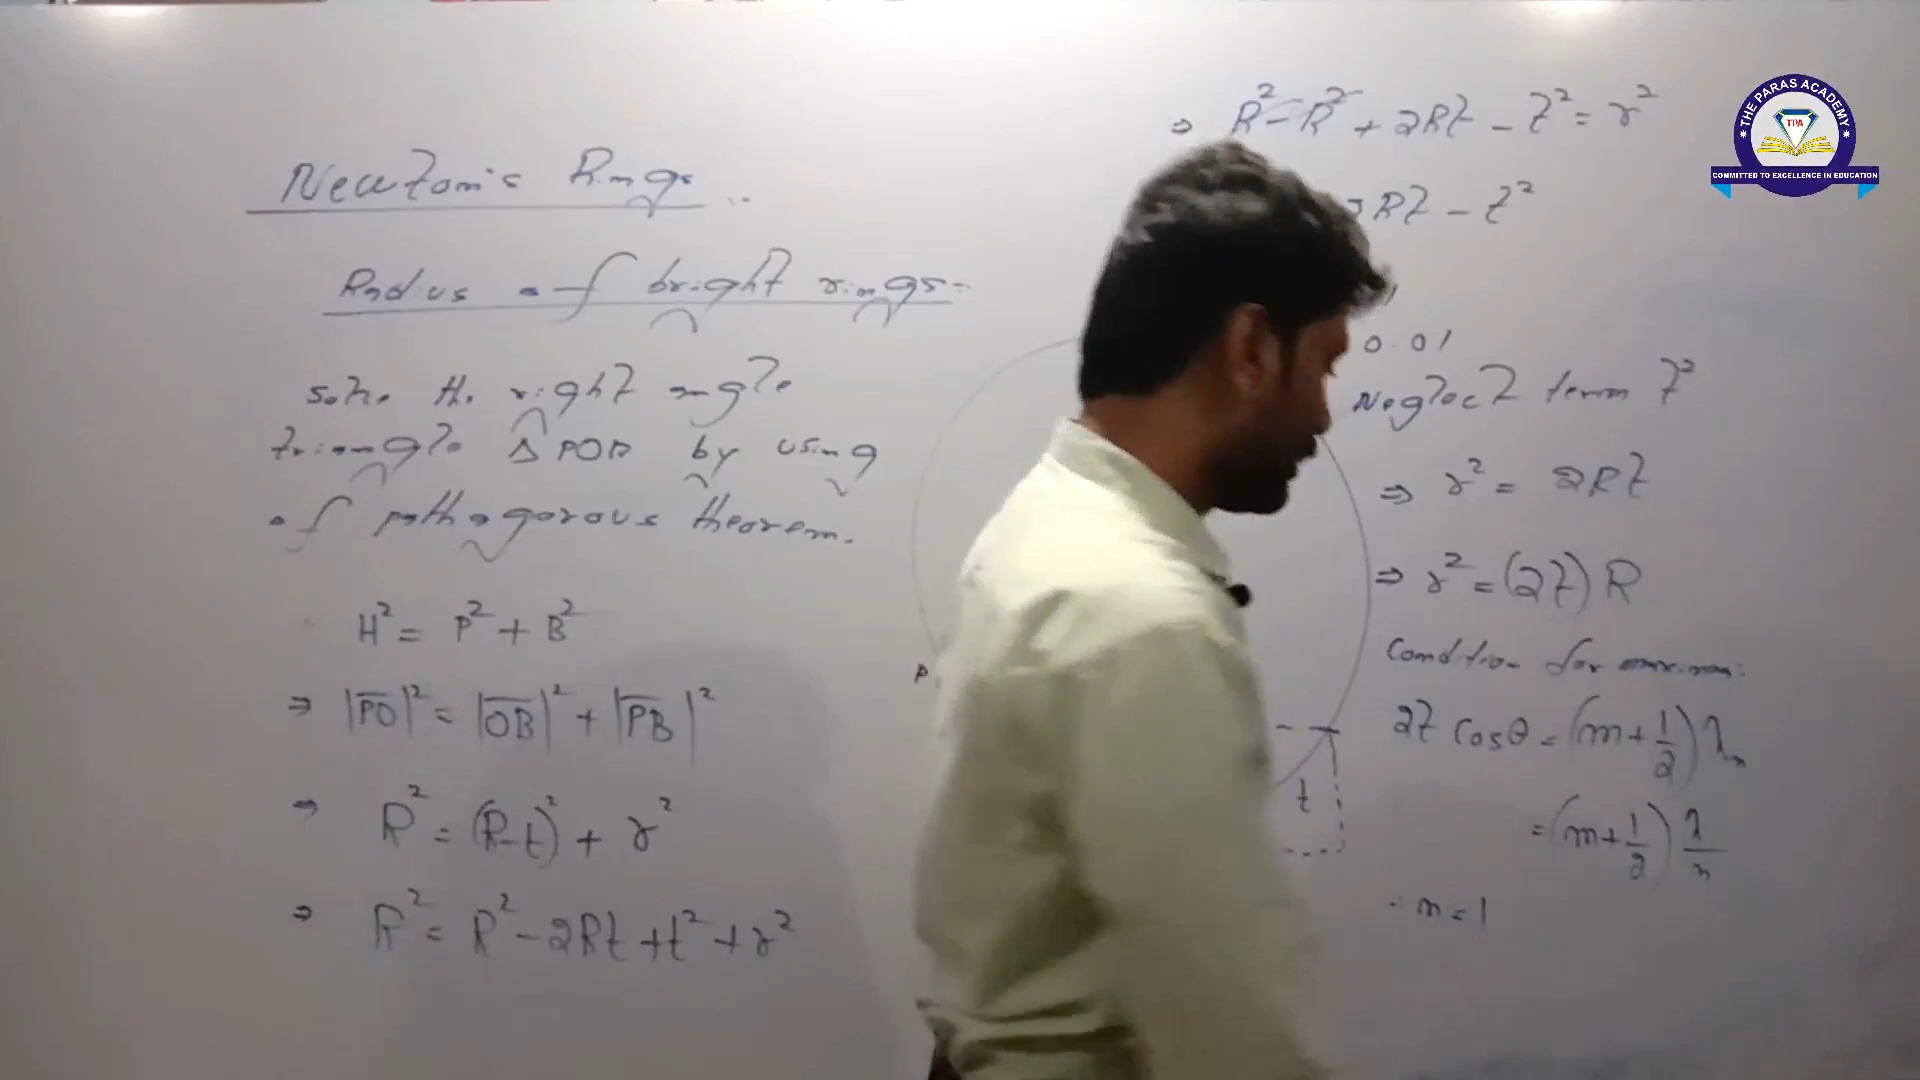 Newton's Rings
Radius of bright rings:-
solve the right angle
triangle Δ POB by using
of pathagorous theorem.
H² = P² + B²
⇒ |PO|² = |OB|² + |PB|²
⇒ R² = (R-t)² + r²
⇒ R² = R² - 2Rt + t² + r²
⇒ R² - R² + 2Rt - t² = r²
2Rt - t²
0.01
Neglect term t²
⇒ r² = 2Rt
⇒ r² = (2t) R
Condition for maxima:
2t Cosθ = (m + 1/2) λn
= (m + 1/2) λ/n
∴ n = 1
P
t
THE PARAS ACADEMY
TPA
COMMITTED TO EXCELLENCE IN EDUCATION